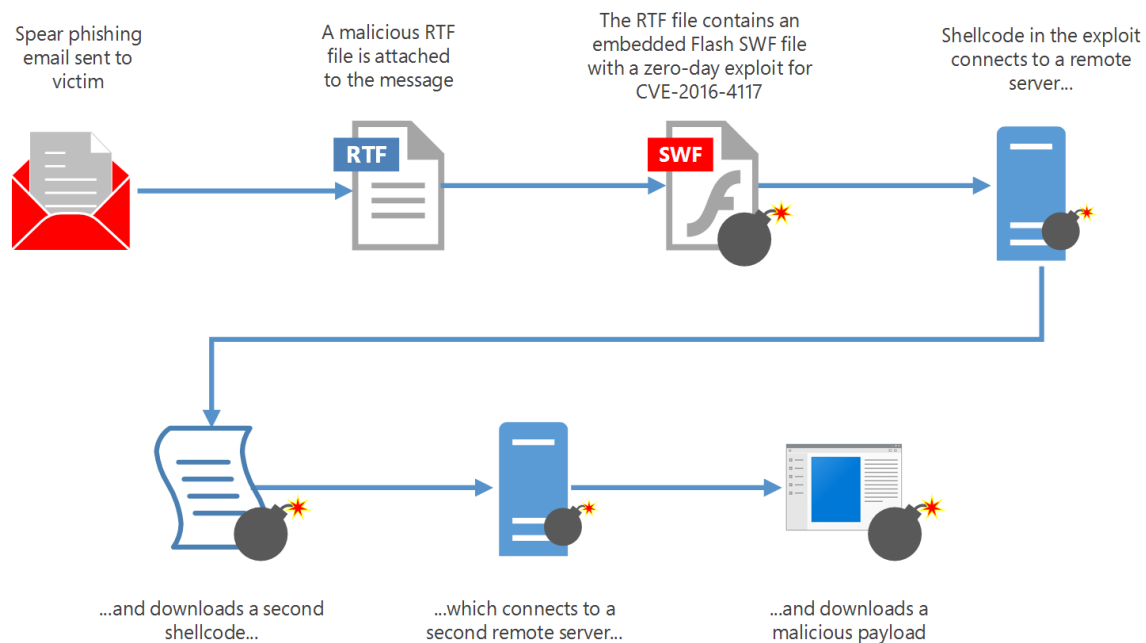 Spear phishing
email sent to
victim
A malicious RTF
file is attached
to the message
The RTF file contains an
embedded Flash SWF file
with a zero-day exploit for
CVE-2016-4117
Shellcode in the exploit
connects to a remote
server...
RTF
SWF
...and downloads a second
shellcode...
...which connects to a
second remote server...
...and downloads a
malicious payload